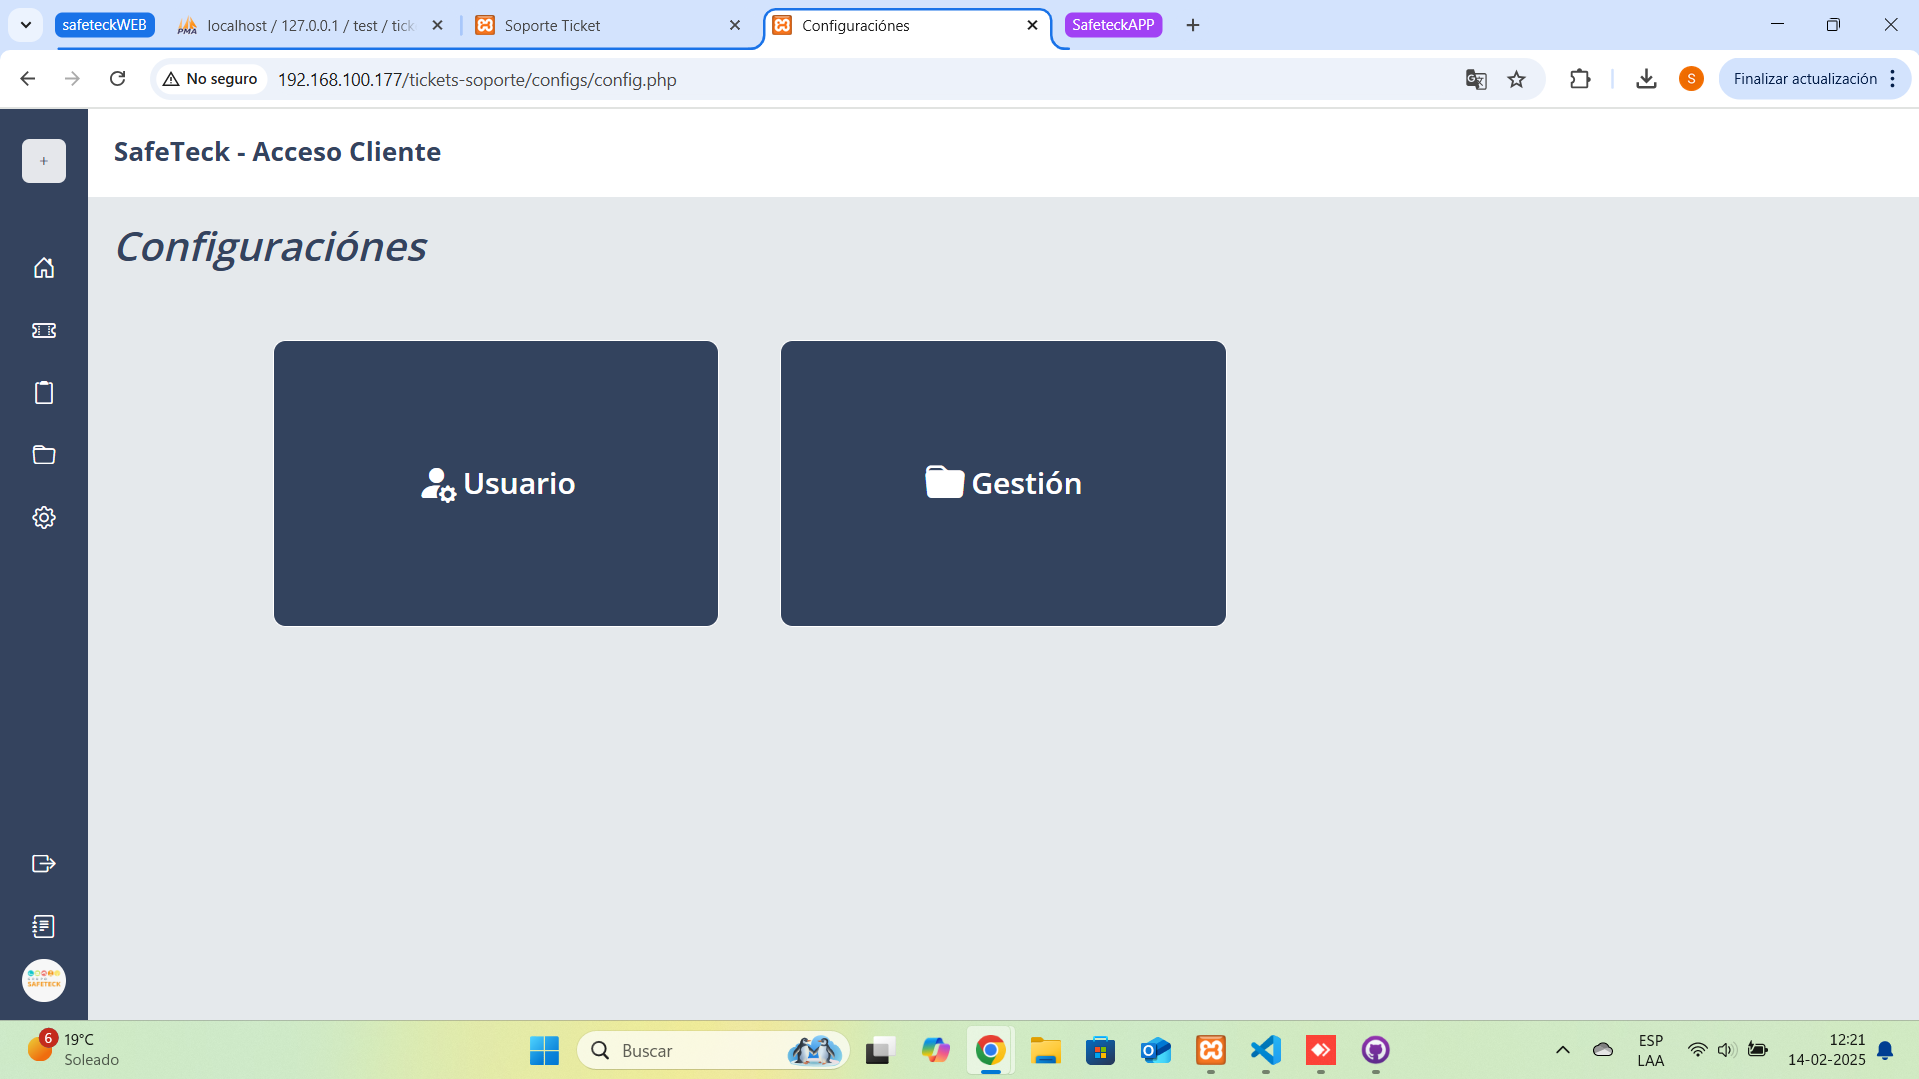 safeteckWEB
localhost / 127.0.0.1 / test / tick
Soporte Ticket
Configuraciónes
SafeteckAPP
No seguro
192.168.100.177/tickets-soporte/configs/config.php
S
Finalizar actualización
+
SafeTeck - Acceso Cliente
Configuraciónes
Usuario
Gestión
SAFETECK
6
19°C
Soleado
Buscar
ESP
LAA
12:21
14-02-2025